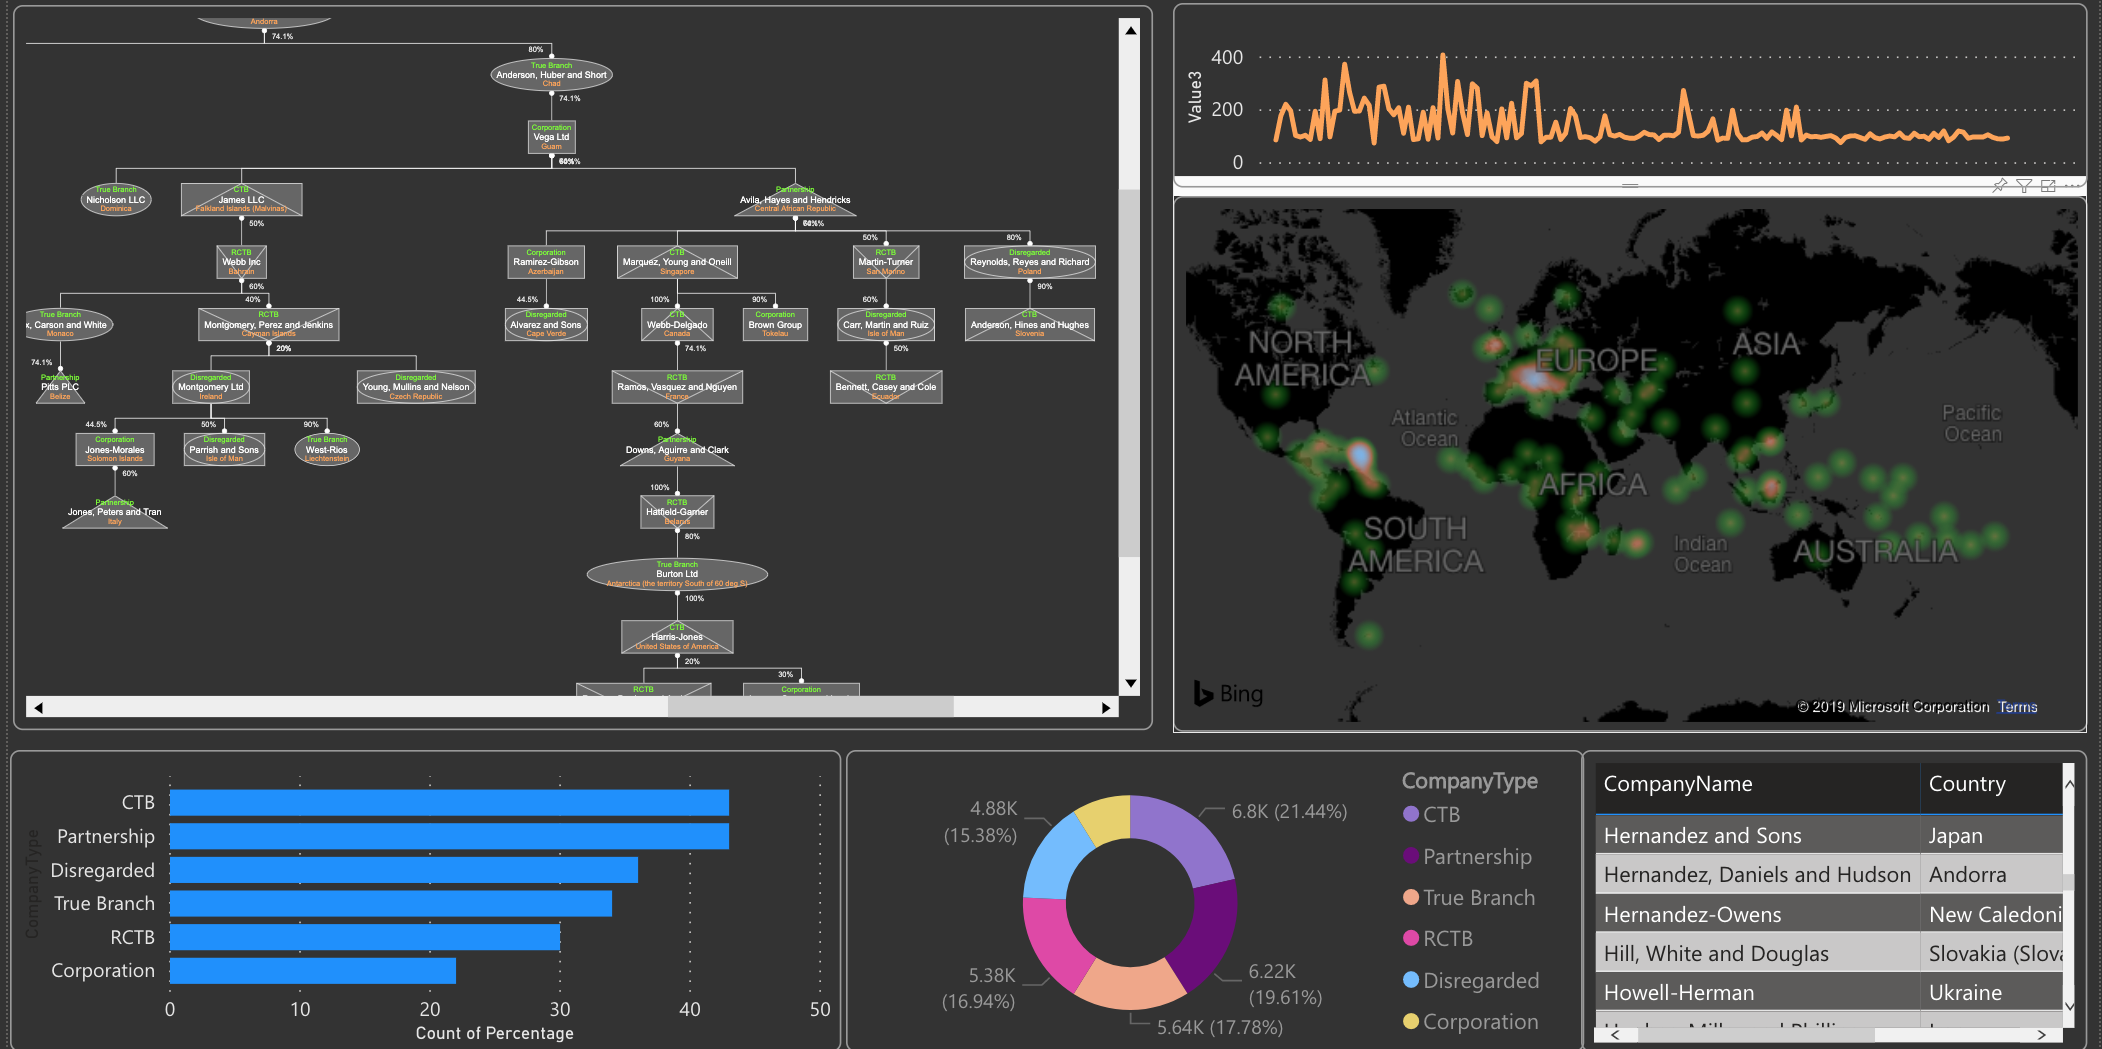 Andorra
74.1%
80%
True Branch
Anderson, Huber and Short
Chad
74.1%
Corporation
Vega Ltd
Guam
True Branch
Nicholson LLC
Dominica
CTB
James LLC
Falkland Islands (Malvinas)
50%
Partnership
Avila, Hayes and Hendricks
Central African Republic
RCTB
Webb Inc
Bahrain
60%
Corporation
Ramirez-Gibson
Azerbaijan
44.5%
CTB
Marquez, Young and Oneill
Singapore
50%
RCTB
Martin-Turner
San Marino
60%
80%
Disregarded
Reynolds, Reyes and Richard
Poland
90%
True Branch
, Carson and White
Monaco
74.1%
40%
RCTB
Montgomery, Perez and Jenkins
Cayman Islands
20%
Disregarded
Alvarez and Sons
Cape Verde
100%
CTB
Webb-Delgado
Canada
74.1%
90%
Corporation
Brown Group
Tokelau
Disregarded
Carr, Martin and Ruiz
Isle of Man
50%
CTB
Anderson, Hines and Hughes
Slovenia
Partnership
Pitts PLC
Belize
Disregarded
Montgomery Ltd
Ireland
Disregarded
Young, Mullins and Nelson
Czech Republic
RCTB
Ramos, Vasquez and Nguyen
France
60%
RCTB
Bennett, Casey and Cole
Ecuador
44.5%
Corporation
Jones-Morales
Solomon Islands
60%
50%
Disregarded
Parrish and Sons
Isle of Man
90%
True Branch
West-Rios
Liechtenstein
Partnership
Downs, Aguirre and Clark
Guyana
100%
Partnership
Jones, Peters and Tran
Italy
RCTB
Hatfield-Garner
Belarus
80%
True Branch
Burton Ltd
Antarctica (the territory South of 60 deg S)
100%
CTB
Harris-Jones
United States of America
20%
30%
RCTB
Corporation
Value3
400
200
0
NORTH
AMERICA
EUROPE
ASIA
Atlantic
Ocean
Pacific
Ocean
AFRICA
SOUTH
AMERICA
Indian
Ocean
AUSTRALIA
Bing
© 2019 Microsoft Corporation Terms
CompanyType
CTB
Partnership
Disregarded
True Branch
RCTB
Corporation
0 10 20 30 40 50
Count of Percentage
4.88K
(15.38%)
6.8K (21.44%)
5.38K
(16.94%)
6.22K
(19.61%)
5.64K (17.78%)
CompanyType
CTB
Partnership
True Branch
RCTB
Disregarded
Corporation
CompanyName Country
Hernandez and Sons Japan
Hernandez, Daniels and Hudson Andorra
Hernandez-Owens New Caledoni
Hill, White and Douglas Slovakia (Slova
Howell-Herman Ukraine